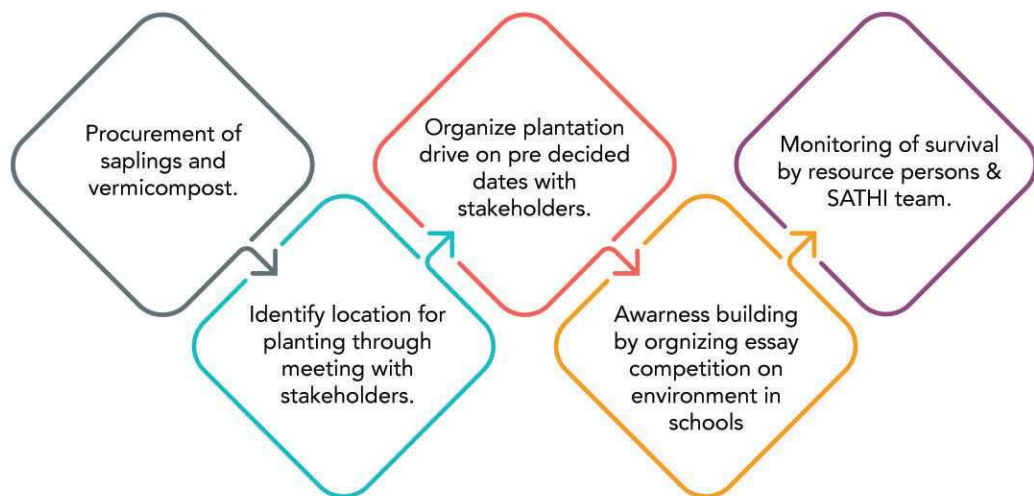 Procurement of
saplings and
vermicompost.
Identify location for
planting through
meeting with
stakeholders.
Organize plantation
drive on pre decided
dates with
stakeholders.
Awarness building
by orgnizing essay
competition on
environment in
schools
Monitoring of survival
by resource persons &
SATHI team.